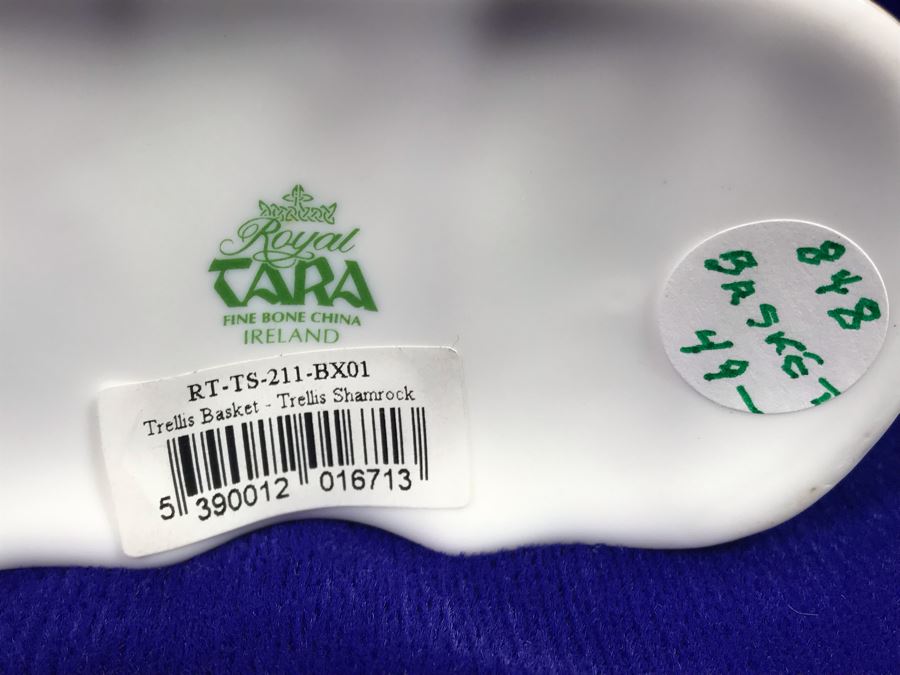 Royal
TARA
FINE BONE CHINA
IRELAND
RT-TS-211-BX01
Trellis Basket - Trellis Shamrock
5 390012 016713
848
BASKET
49-